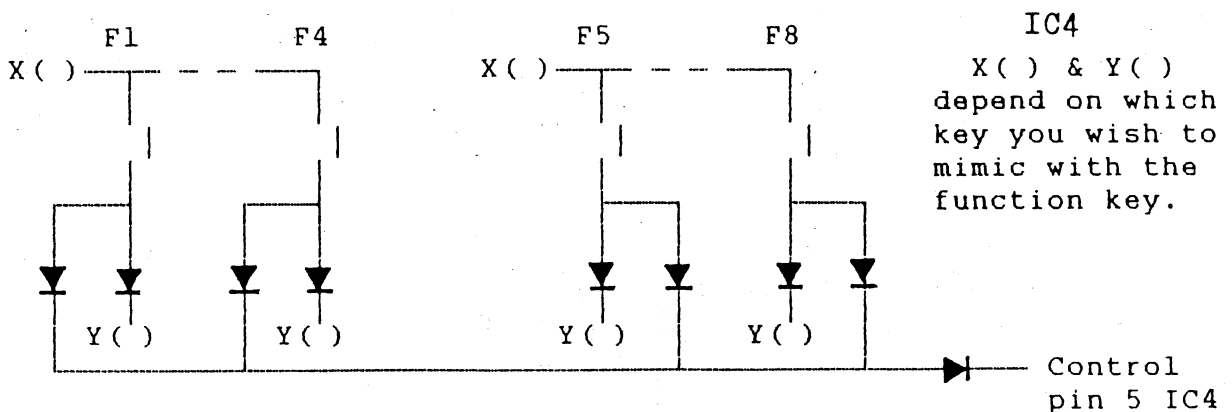 F1 F4 F5 F8 IC4
X( ) X( ) X( ) & Y( )
depend on which
key you wish to
mimic with the
function key.
Y( ) Y( ) Y( ) Y( )
Control
pin 5 IC4